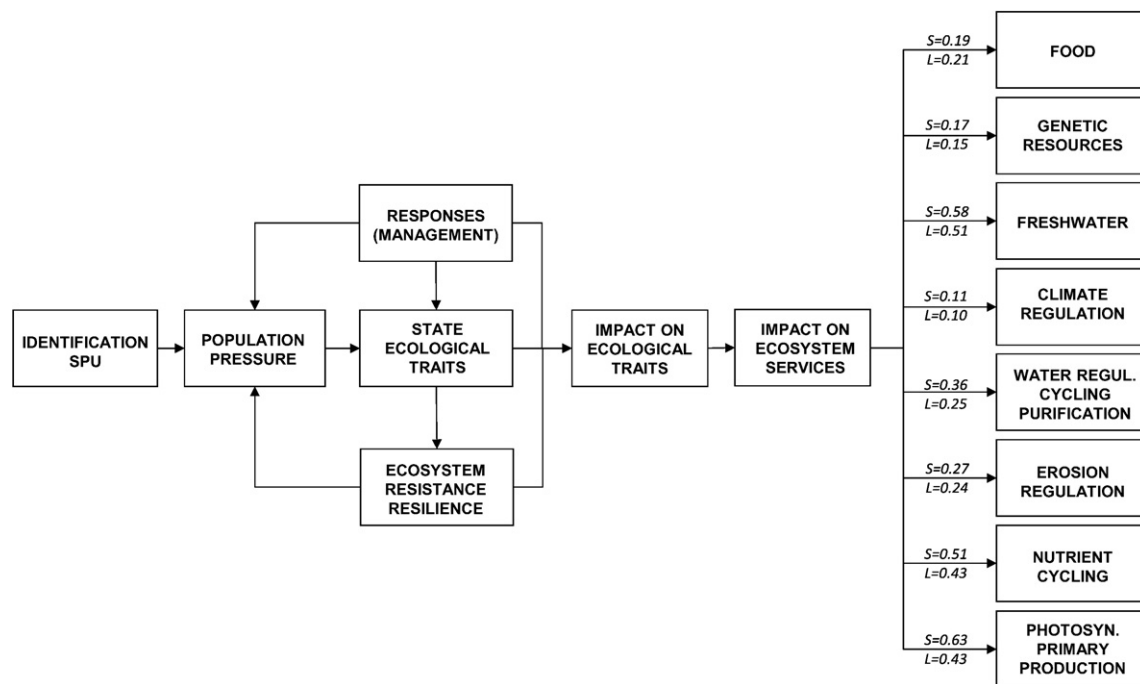 IDENTIFICATION
SPU
POPULATION
PRESSURE
RESPONSES
(MANAGEMENT)
STATE
ECOLOGICAL
TRAITS
ECOSYSTEM
RESISTANCE
RESILIENCE
IMPACT ON
ECOLOGICAL
TRAITS
IMPACT ON
ECOSYSTEM
SERVICES
S=0.19
L=0.21
FOOD
S=0.17
L=0.15
GENETIC
RESOURCES
S=0.58
L=0.51
FRESHWATER
S=0.11
L=0.10
CLIMATE
REGULATION
S=0.36
L=0.25
WATER REGUL.
CYCLING
PURIFICATION
S=0.27
L=0.24
EROSION
REGULATION
S=0.51
L=0.43
NUTRIENT
CYCLING
S=0.63
L=0.43
PHOTOSYN.
PRIMARY
PRODUCTION